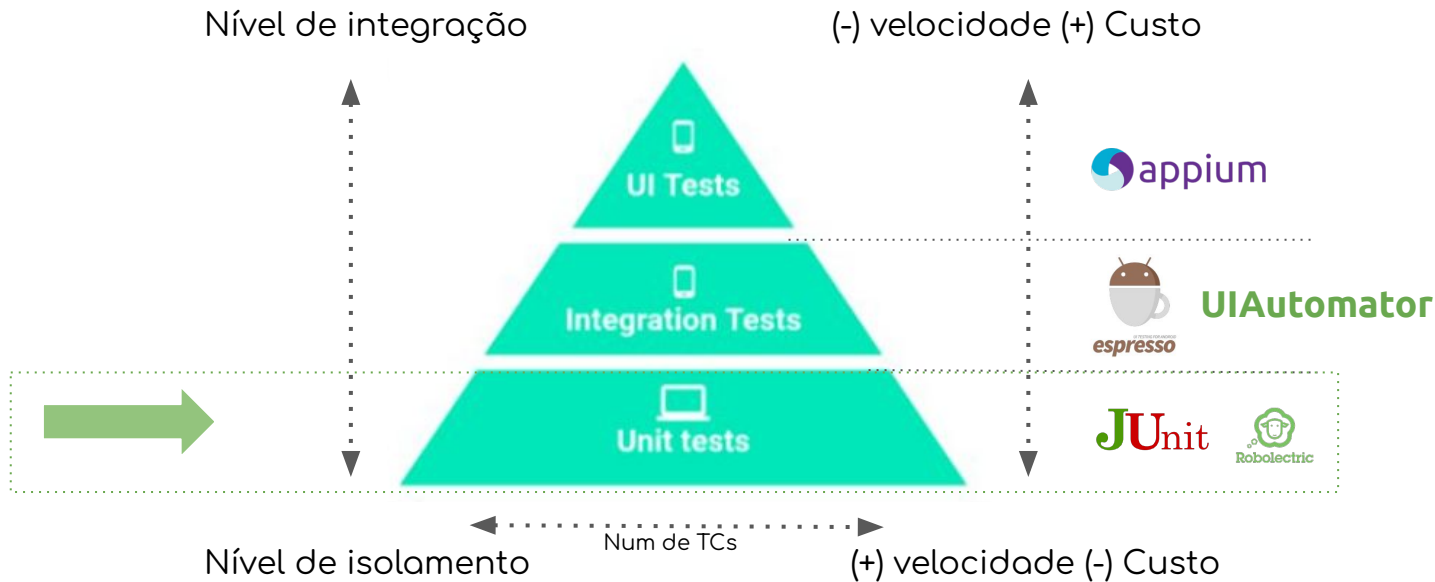 Nível de integração
(-) velocidade (+) Custo
UI Tests
appium
Integration Tests
espresso
UIAutomator
Unit tests
JUnit
Robolectric
Num de TCs
Nível de isolamento
(+) velocidade (-) Custo